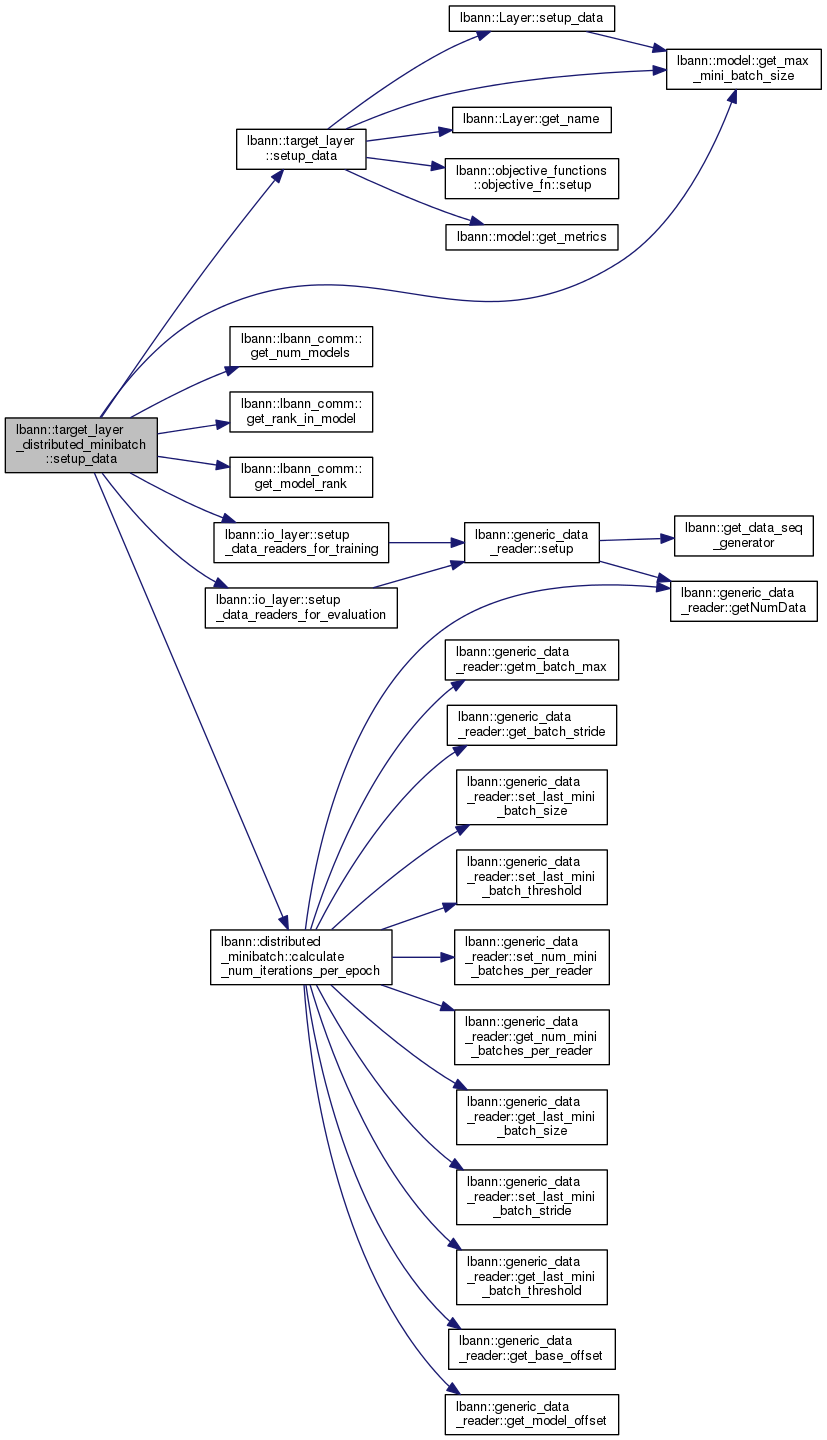 lbann::Layer::setup_data
lbann::model::get_max
_mini_batch_size
lbann::Layer::get_name
lbann::target_layer
::setup_data
lbann::objective_functions
::objective_fn::setup
lbann::model::get_metrics
lbann::lbann_comm::
get_num_models
lbann::lbann_comm::
get_rank_in_model
lbann::target_layer
_distributed_minibatch
::setup_data
lbann::lbann_comm::
get_model_rank
lbann::io_layer::setup
_data_readers_for_training
lbann::generic_data
_reader::setup
lbann::get_data_seq
_generator
lbann::io_layer::setup
_data_readers_for_evaluation
lbann::generic_data
_reader::getNumData
lbann::generic_data
_reader::getm_batch_max
lbann::generic_data
_reader::get_batch_stride
lbann::generic_data
_reader::set_last_mini
_batch_size
lbann::generic_data
_reader::set_last_mini
_batch_threshold
lbann::distributed
_minibatch::calculate
_num_iterations_per_epoch
lbann::generic_data
_reader::set_num_mini
_batches_per_reader
lbann::generic_data
_reader::get_num_mini
_batches_per_reader
lbann::generic_data
_reader::get_last_mini
_batch_size
lbann::generic_data
_reader::set_last_mini
_batch_stride
lbann::generic_data
_reader::get_last_mini
_batch_threshold
lbann::generic_data
_reader::get_base_offset
lbann::generic_data
_reader::get_model_offset